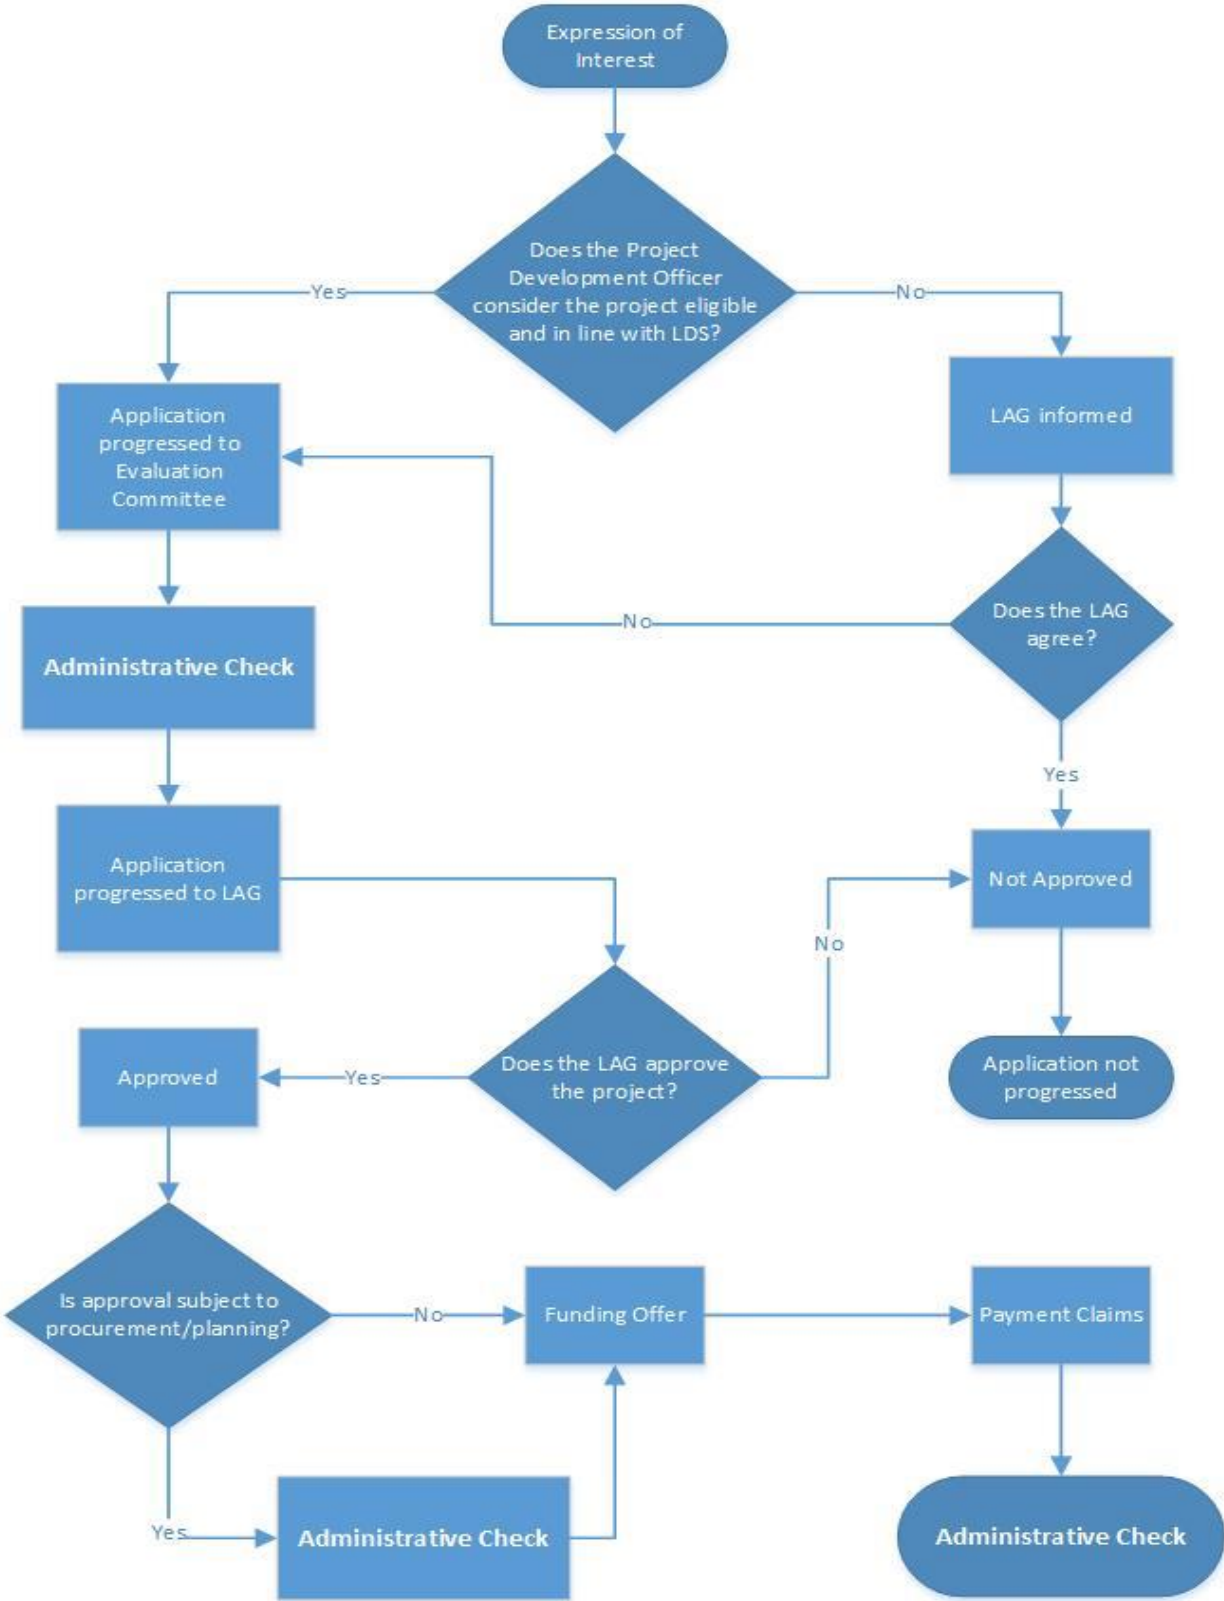 Expression of
Interest
Does the Project
Development Officer
consider the project eligible
and in line with LDS?
Yes
No
Application
progressed to
Evaluation
Committee
LAG informed
Does the LAG
agree?
No
Administrative Check
Yes
Application
progressed to LAG
Not Approved
No
Does the LAG approve
the project?
Yes
Approved
Application not
progressed
Is approval subject to
procurement/planning?
No
Funding Offer
Payment Claims
Yes
Administrative Check
Administrative Check